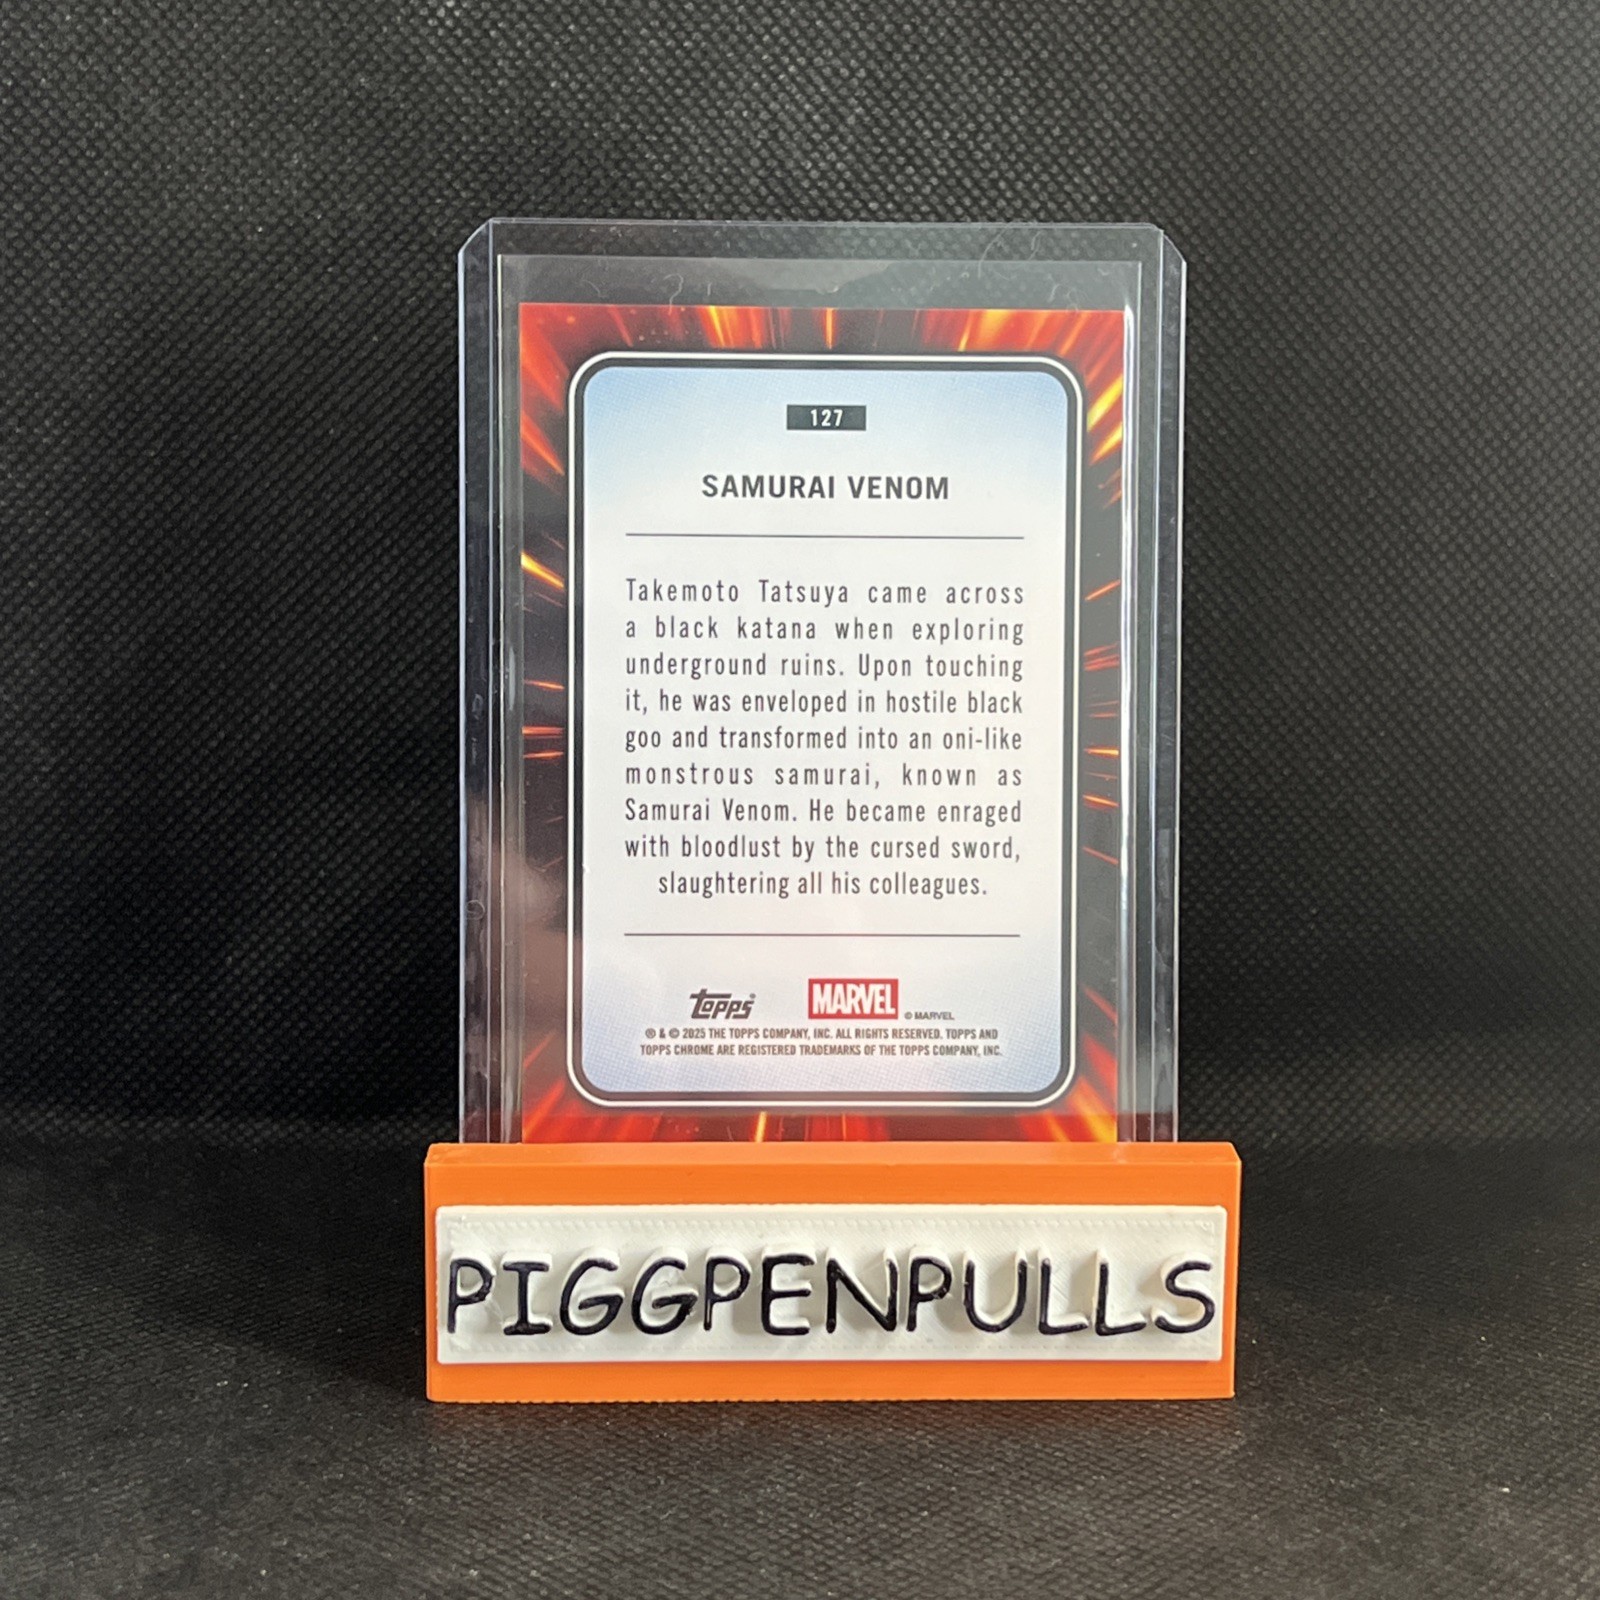 127
SAMURAI VENOM
Takemoto Tatsuya came across
a black katana when exploring
underground ruins. Upon touching
it, he was enveloped in hostile black
goo and transformed into an oni-like
monstrous samurai, known as
Samurai Venom. He became enraged
with bloodlust by the cursed sword,
slaughtering all his colleagues.
topps® MARVEL © MARVEL
® & © 2025 THE TOPPS COMPANY, INC. ALL RIGHTS RESERVED. TOPPS AND
TOPPS CHROME ARE REGISTERED TRADEMARKS OF THE TOPPS COMPANY, INC.
PIGGPENPULLS